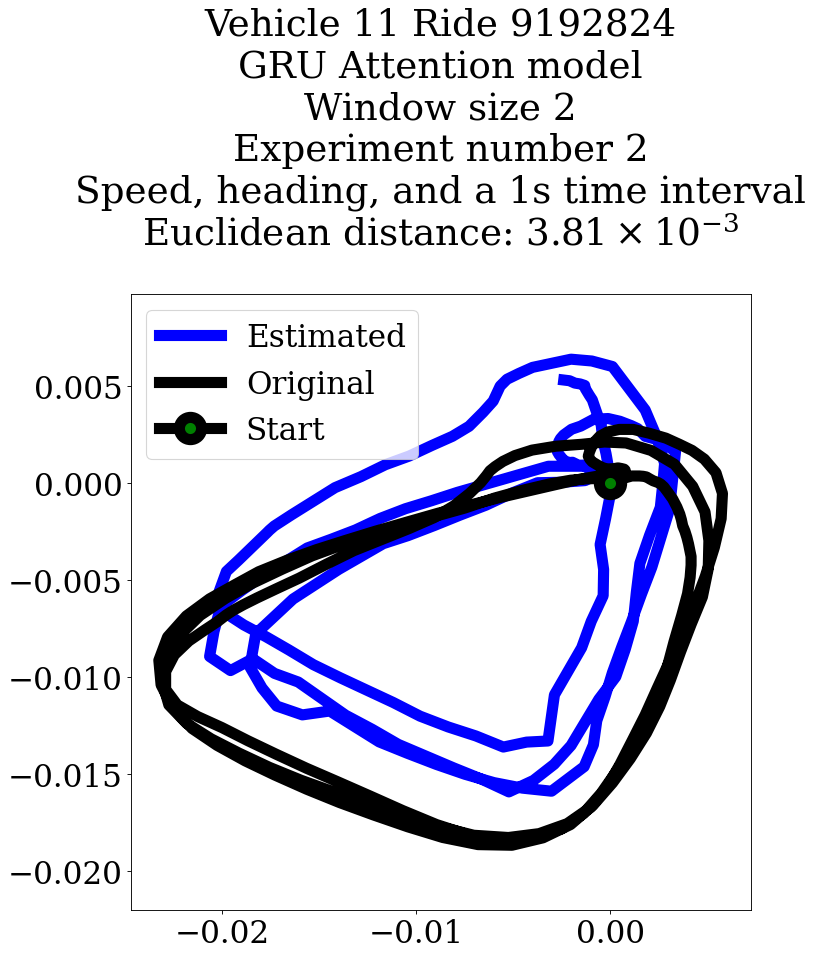 Vehicle 11 Ride 9192824
GRU Attention model
Window size 2
Experiment number 2
Speed, heading, and a 1s time interval
Euclidean distance: 3.81 × 10⁻³
Estimated
Original
Start
0.005
0.000
−0.005
−0.010
−0.015
−0.020
−0.02
−0.01
0.00